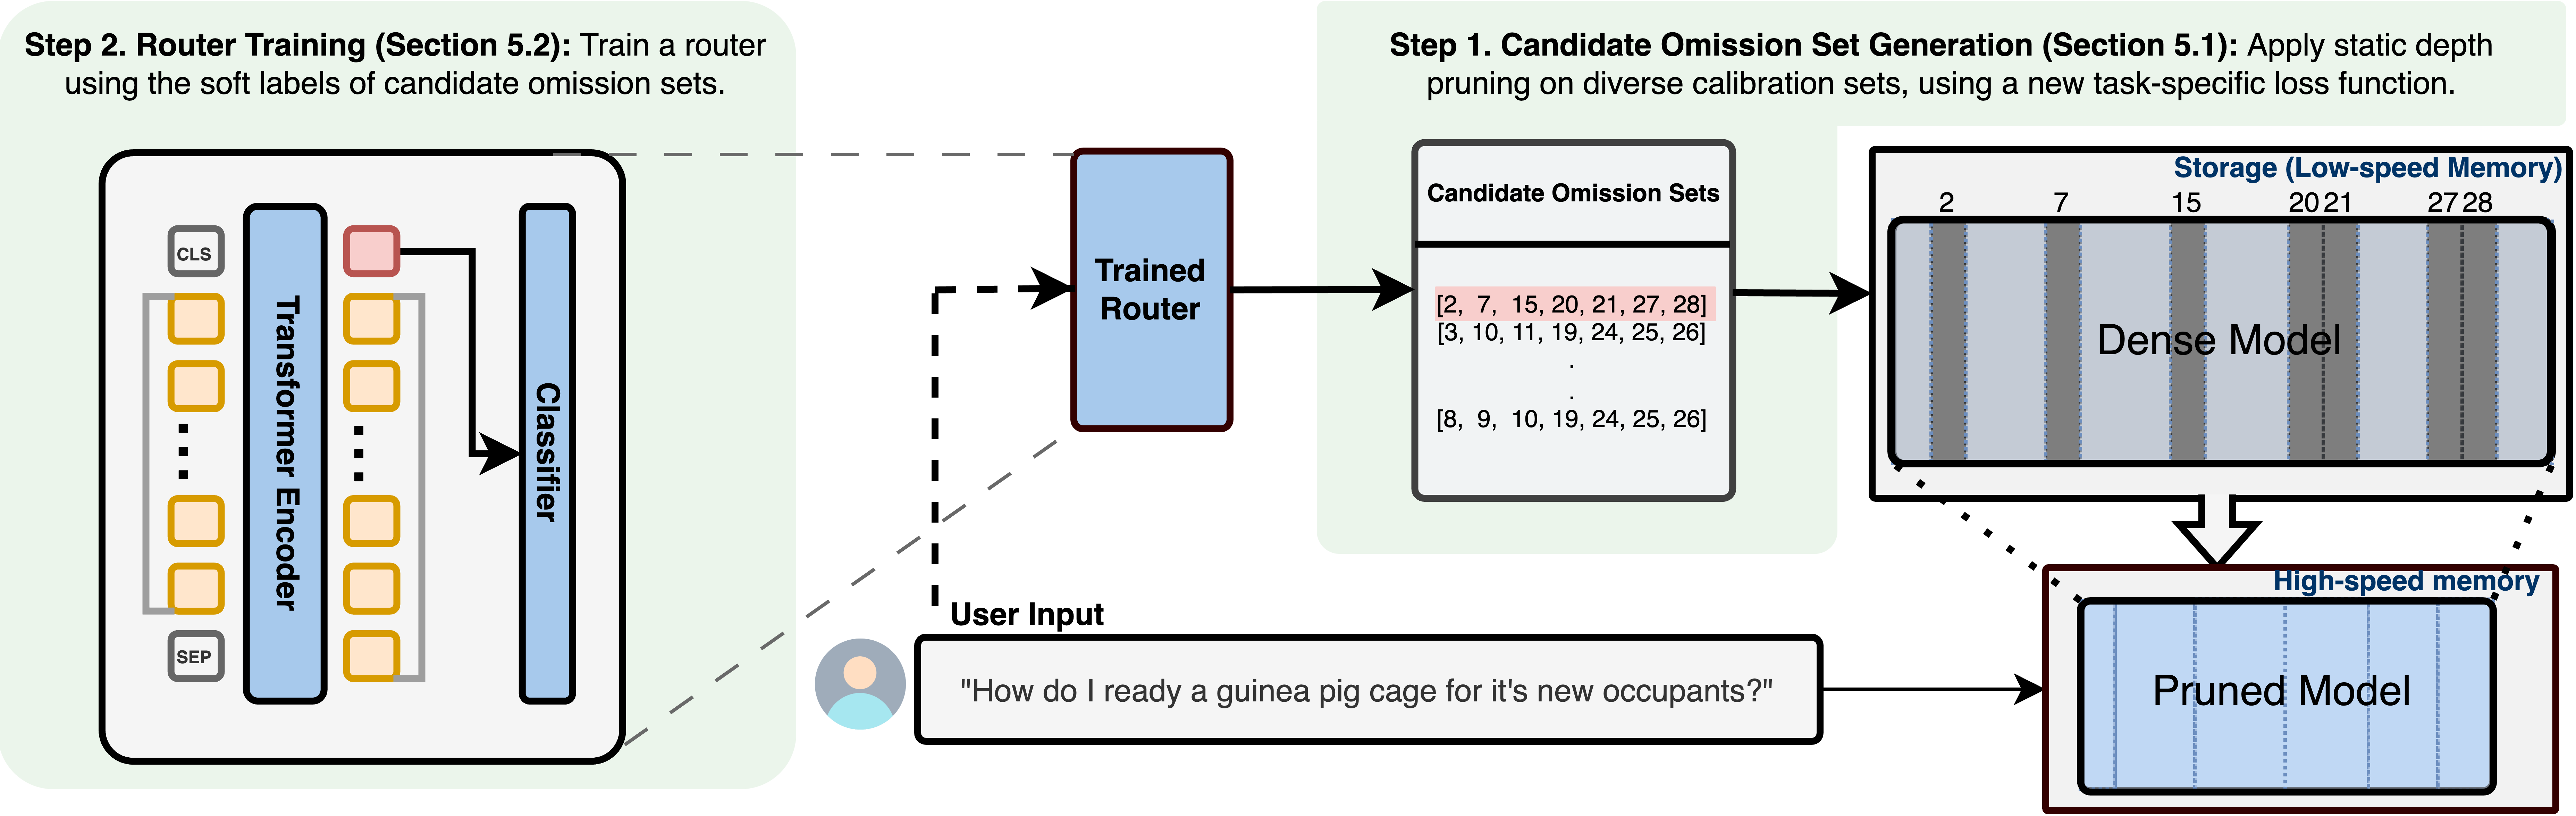 Step 2. Router Training (Section 5.2): Train a router
using the soft labels of candidate omission sets.
CLS
SEP
Transformer Encoder
Classifier
Trained
Router
Step 1. Candidate Omission Set Generation (Section 5.1): Apply static depth
pruning on diverse calibration sets, using a new task-specific loss function.
Candidate Omission Sets
[2, 7, 15, 20, 21, 27, 28]
[3, 10, 11, 19, 24, 25, 26]
.
.
[8, 9, 10, 19, 24, 25, 26]
Storage (Low-speed Memory)
2 7 15 20 21 27 28
Dense Model
User Input
"How do I ready a guinea pig cage for it's new occupants?"
High-speed memory
Pruned Model